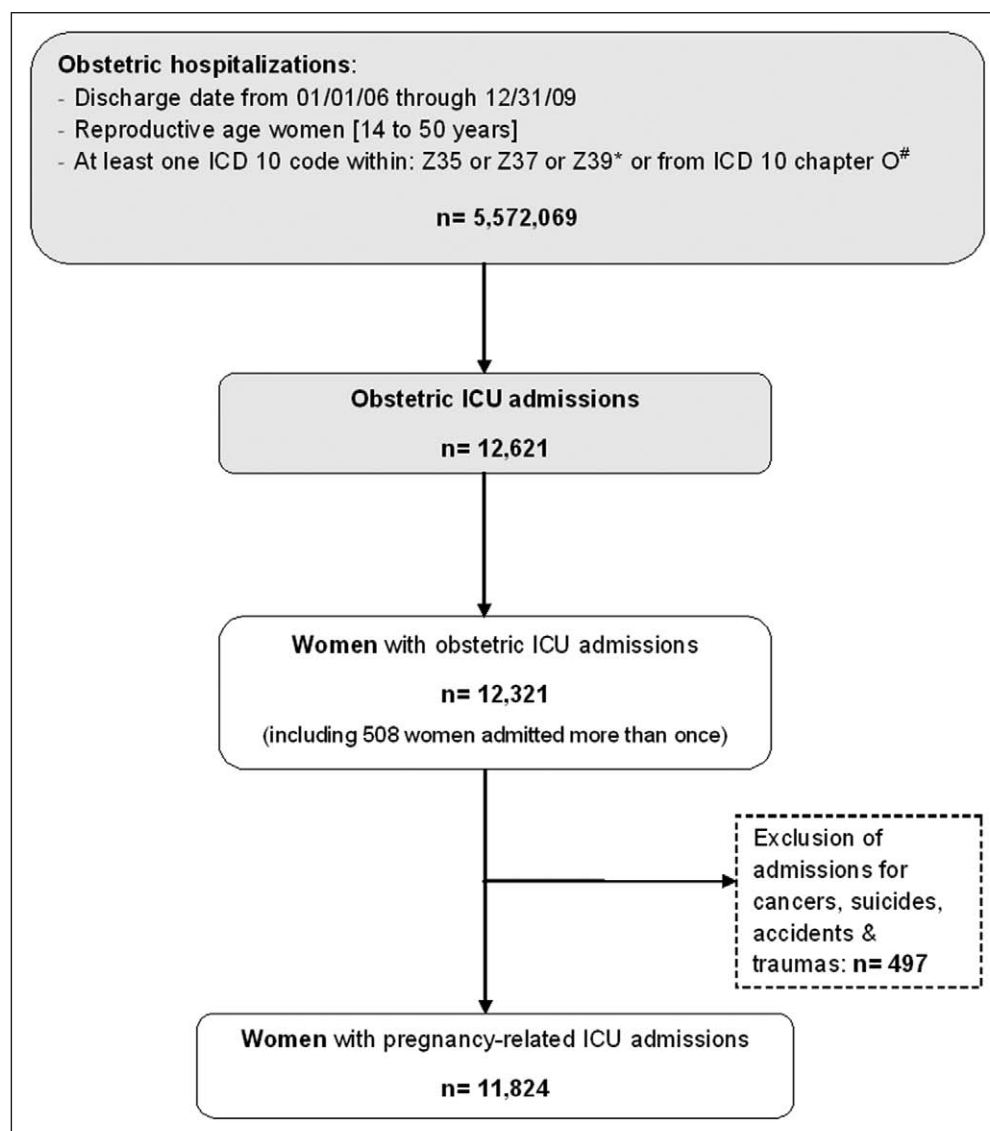 Obstetric hospitalizations:
- Discharge date from 01/01/06 through 12/31/09
- Reproductive age women [14 to 50 years]
- At least one ICD 10 code within: Z35 or Z37 or Z39* or from ICD 10 chapter O#
n= 5,572,069
Obstetric ICU admissions
n= 12,621
Women with obstetric ICU admissions
n= 12,321
(including 508 women admitted more than once)
Exclusion of
admissions for
cancers, suicides,
accidents &
traumas: n= 497
Women with pregnancy-related ICU admissions
n= 11,824